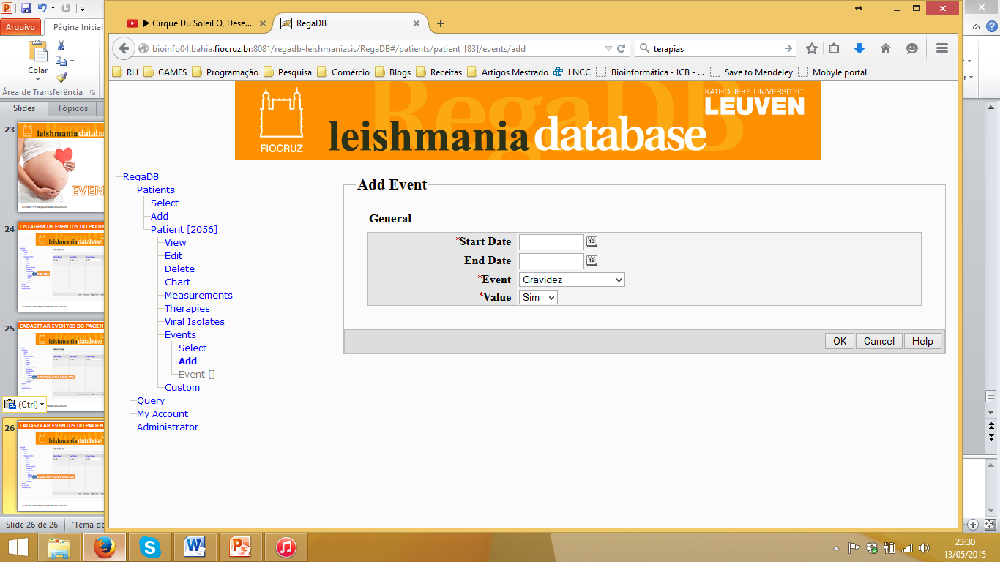 ▶ Cirque Du Soleil O, Dese...
RegaDB
Arquivo
Página Inicial
bioinfo04.bahia.fiocruz.br:8081/regadb-leishmaniasis/RegaDB#/patients/patient_[83]/events/add
terapias
Colar
RH
GAMES
Programação
Pesquisa
Comércio
Blogs
Receitas
Artigos Mestrado
LNCC
Bioinformática - ICB - ...
Save to Mendeley
Mobyle portal
Área de Transferência
Slides
Tópicos
RegaDB
FIOCRUZ
leishmania database
KATHOLIEKE UNIVERSITEIT
LEUVEN
23
leishmania database
EVEN
24
LISTAGEM DE EVENTOS DO PACIEN
leishmania
25
CADASTRAR EVENTOS DO PACIEN
leishmania
(Ctrl)
26
CADASTRAR EVENTOS DO PACIEN
leishmania
RegaDB
Patients
Select
Add
Patient [2056]
View
Edit
Delete
Chart
Measurements
Therapies
Viral Isolates
Events
Select
Add
Event []
Custom
Query
My Account
Administrator
Add Event
General
*Start Date
12
End Date
12
*Event
Gravidez
*Value
Sim
OK
Cancel
Help
Slide 26 de 26
"Tema do
23:30
13/05/2015